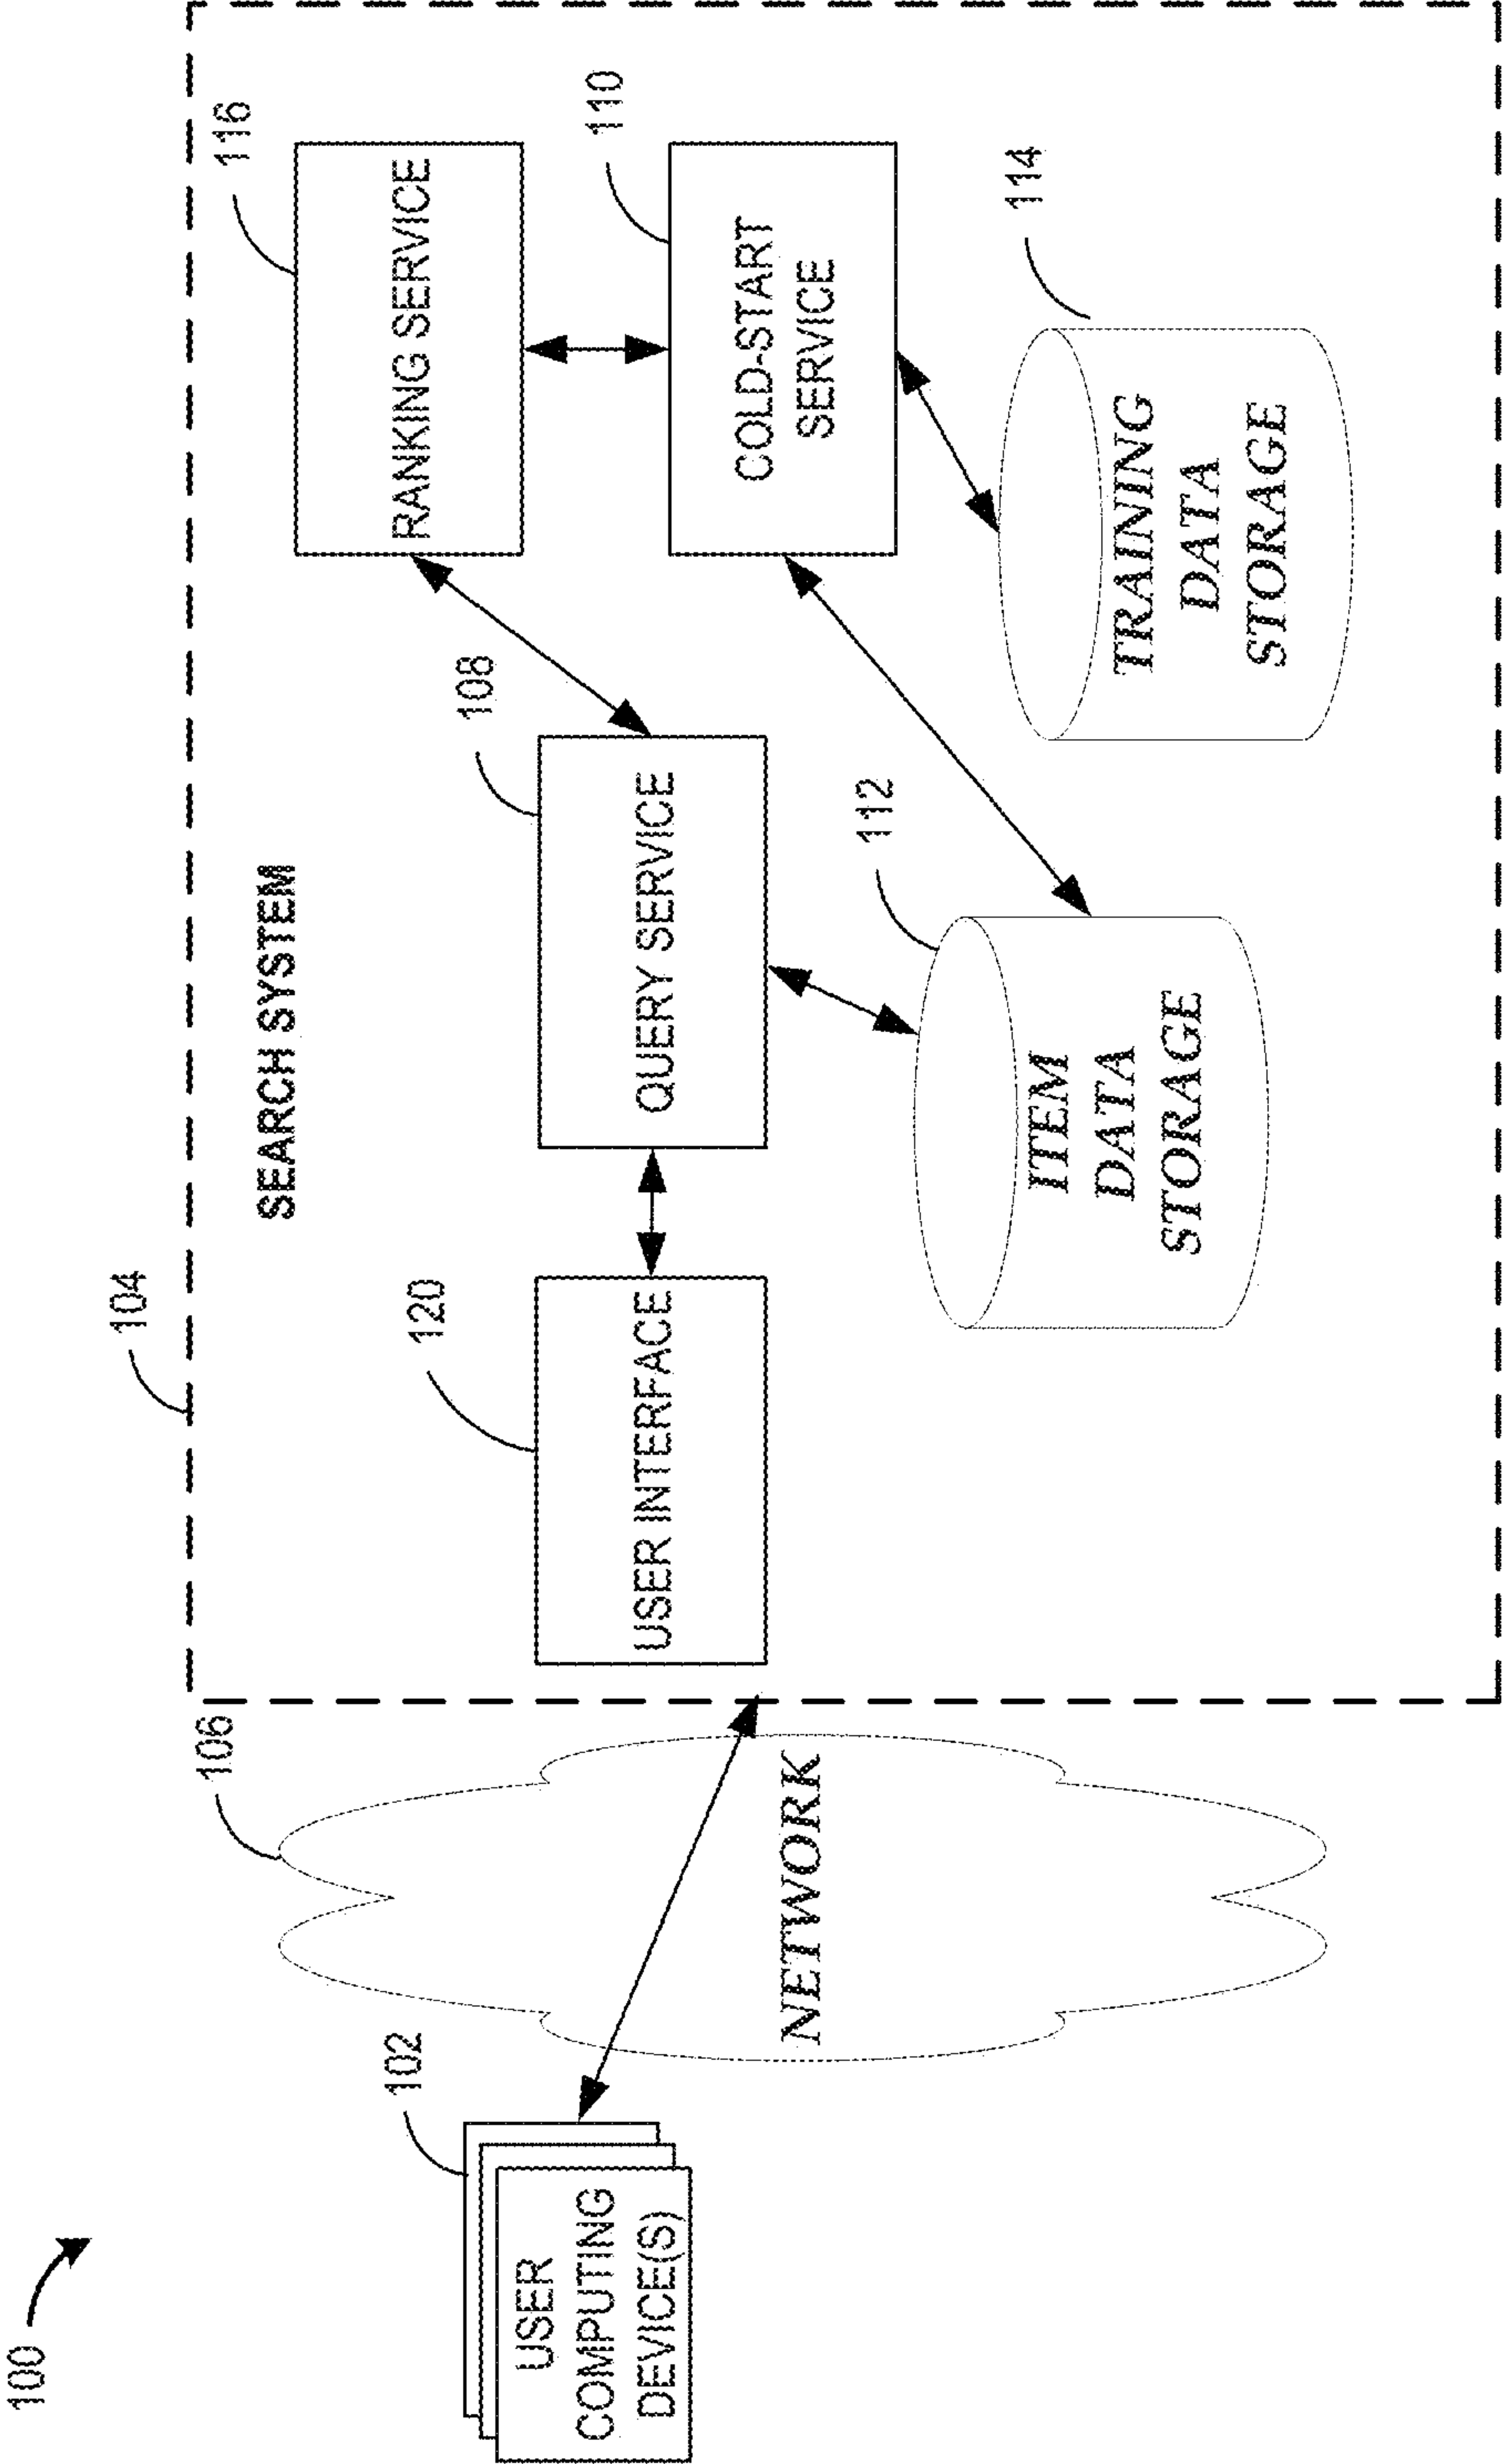 100
104
SEARCH SYSTEM
116
RANKING SERVICE
106
102
USER
COMPUTING
DEVICE(S)
NETWORK
120
USER INTERFACE
108
QUERY SERVICE
110
COLD-START
SERVICE
112
ITEM
DATA
STORAGE
114
TRAINING
DATA
STORAGE